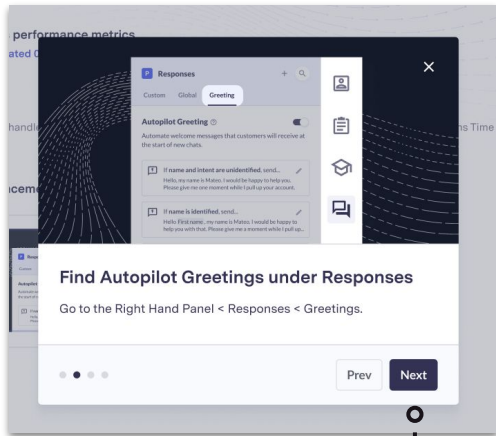 performance metrics
ated
Responses
Custom Global Greeting
Autopilot Greeting
Automate welcome messages that customers will receive at
the start of new chats.
If name and intent are unidentified, send...
Hello, my name is Mateo. I would be happy to help you.
Please give me one moment while I pull up your account.
If name is identified, send...
Hello First name, my name is Mateo. I would be happy to
help you with that. Please give me a moment while I pull up...
Time
Find Autopilot Greetings under Responses
Go to the Right Hand Panel < Responses < Greetings.
Prev
Next